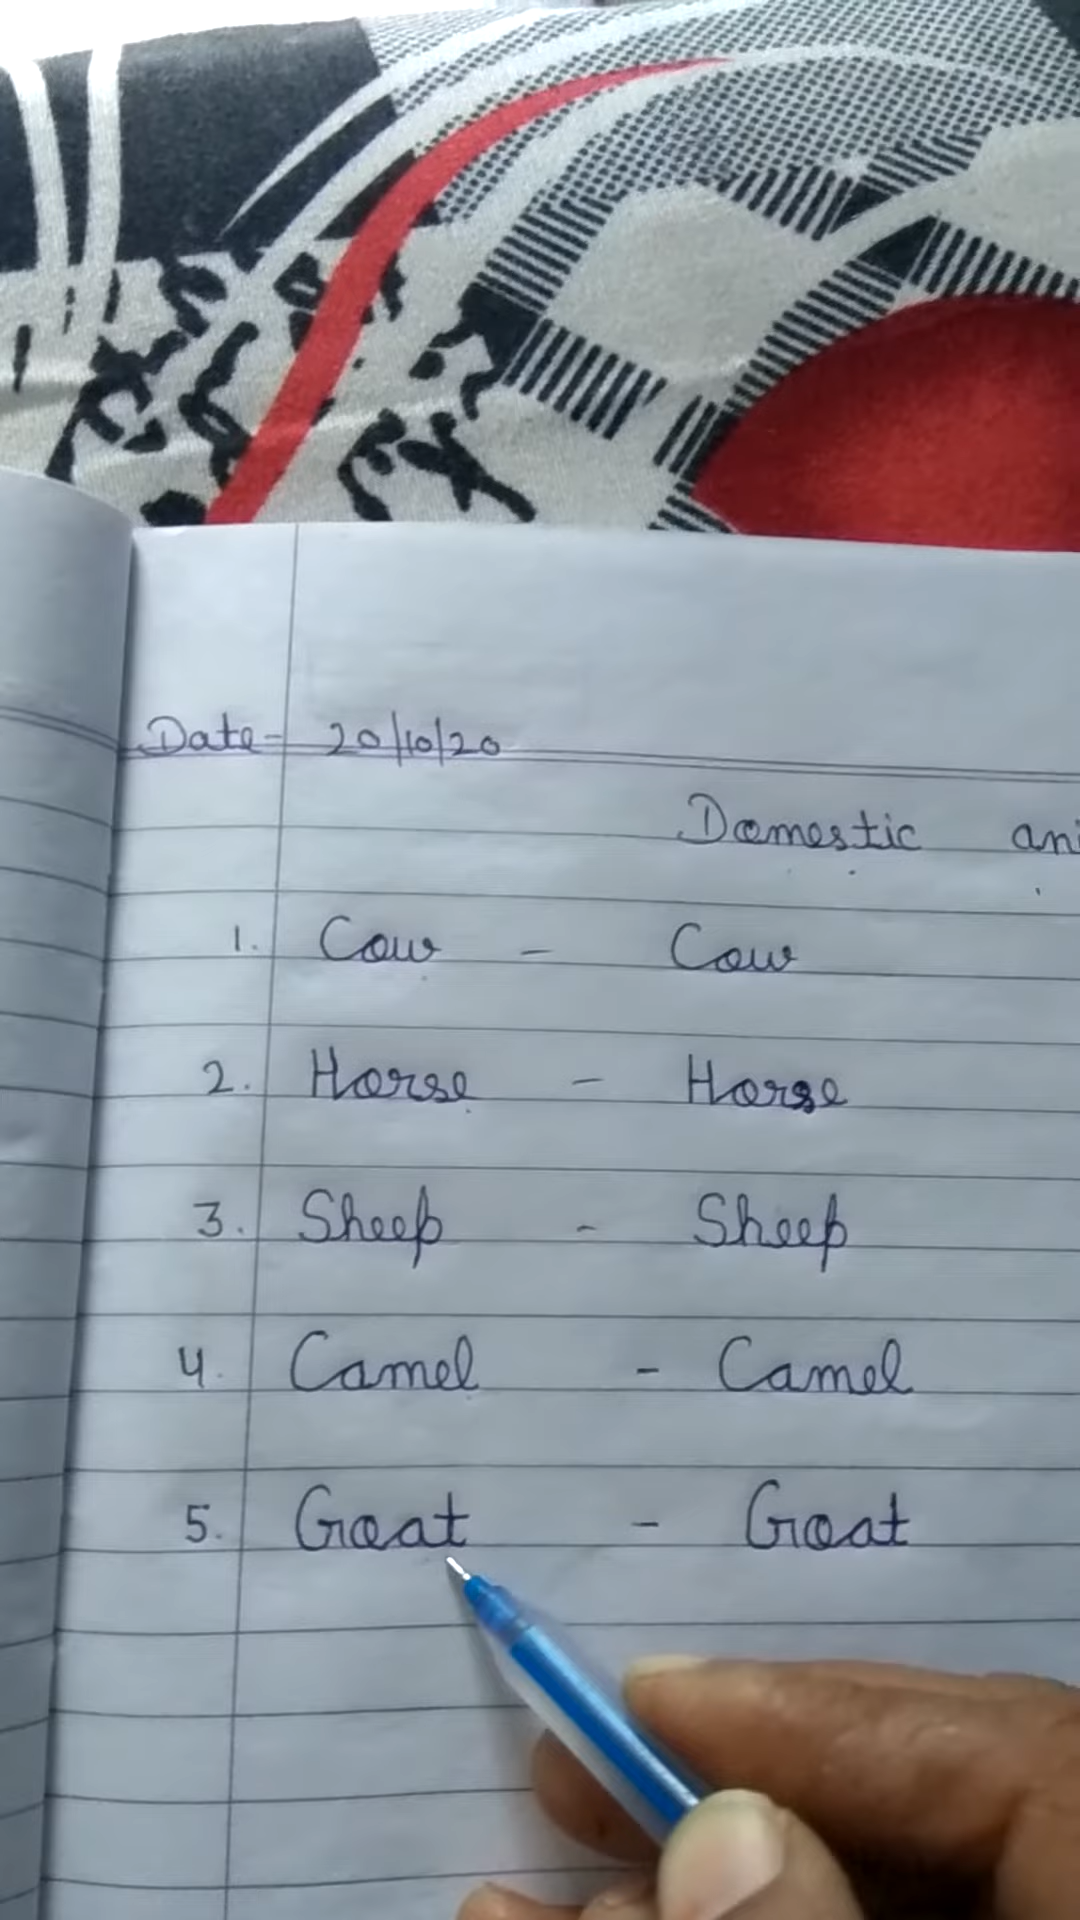 Date- 20/10/20
Domestic ani
1. Cow - Cow
2. Horse - Horse
3. Sheep - Sheep
4. Camel - Camel
5. Goat - Goat